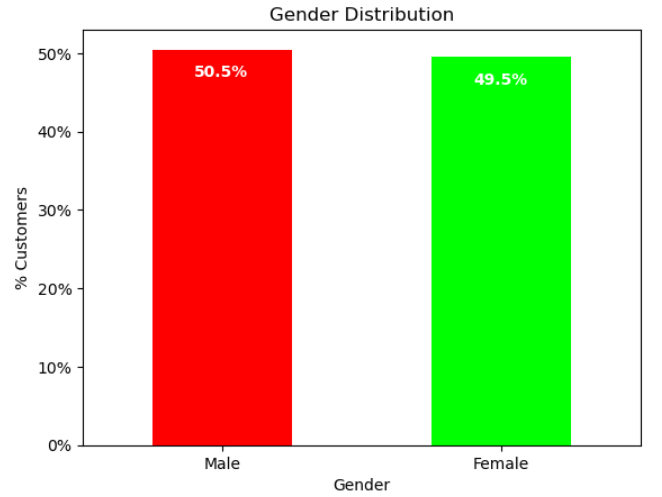 Gender Distribution
50%
40%
30%
20%
10%
0%
% Customers
50.5%
49.5%
Male
Female
Gender